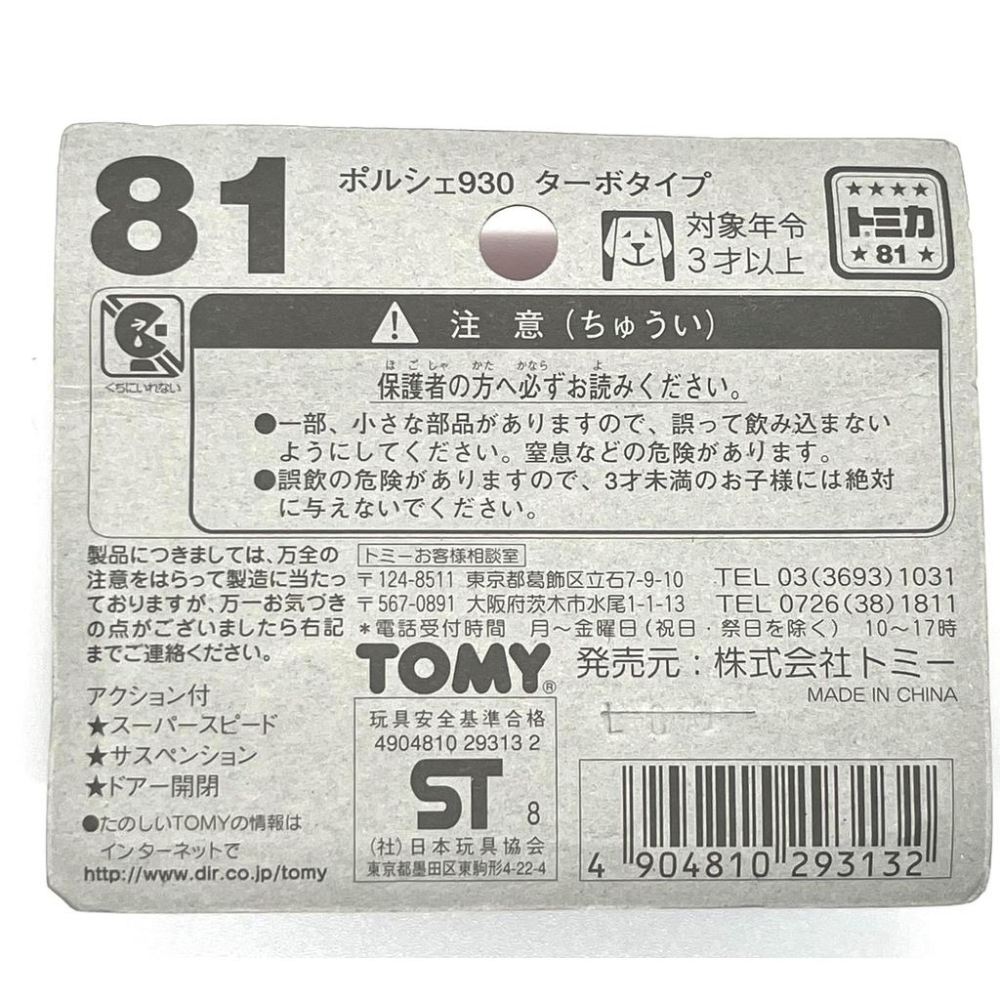 81
ポルシェ930 ターボタイプ
対象年令
3才以上
★★★★
トミカ
★81★
くちにいれない
注 意(ちゅうい)
ほごしゃ かた かなら よ
保護者の方へ必ずお読みください。
●一部、小さな部品がありますので、誤って飲み込まない
ようにしてください。窒息などの危険があります。
●誤飲の危険がありますので、3才未満のお子様には絶対
に与えないでください。
製品につきましては、万全の
注意をはらって製造に当たっ
ておりますが、万一お気づき
の点がございましたら右記
までご連絡ください。
トミーお客様相談室
〒124-8511 東京都葛飾区立石7-9-10 TEL 03(3693)1031
〒567-0891 大阪府茨木市水尾1-1-13 TEL 0726(38)1811
*電話受付時間 月〜金曜日(祝日・祭日を除く) 10〜17時
TOMY® 発売元:株式会社トミー
MADE IN CHINA
アクション付
★スーパースピード
★サスペンション
★ドアー開閉
●たのしいTOMYの情報は
インターネットで
http://www.dir.co.jp/tomy
玩具安全基準合格
4904810 29313 2
ST 8
(社)日本玩具協会
東京都墨田区東駒形4-22-4
4 904810 293132